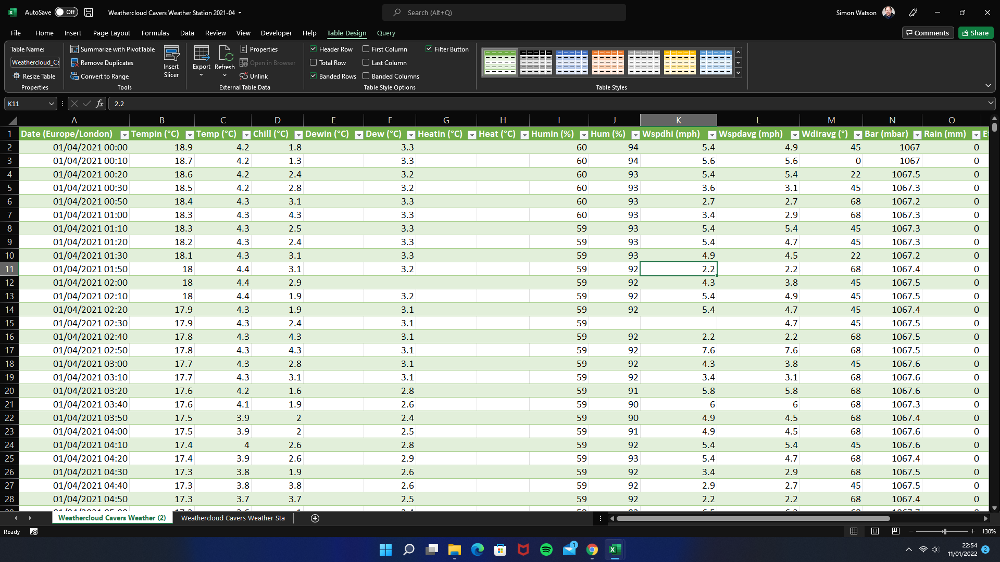 AutoSave Off Weathercloud Cavers Weather Station 2021-04 Search (Alt+Q) Simon Watson
File Home Insert Page Layout Formulas Data Review View Developer Help Table Design Query Comments Share
Table Name: Summarize with PivotTable Properties Header Row First Column Filter Button
Weathercloud_Ca Remove Duplicates Insert Slicer Export Refresh Open in Browser Total Row Last Column
Resize Table Convert to Range Unlink Banded Rows Banded Columns
Properties Tools External Table Data Table Style Options Table Styles
K11 fx 2.2
A B C D E F G H I J K L M N O
1 Date (Europe/London) Tempin (°C) Temp (°C) Chill (°C) Dewin (°C) Dew (°C) Heatin (°C) Heat (°C) Humin (%) Hum (%) Wspdhi (mph) Wspdavg (mph) Wdiravg (°) Bar (mbar) Rain (mm)
2 01/04/2021 00:00 18.9 4.2 1.8 3.3 60 94 5.4 4.9 45 1067 0
3 01/04/2021 00:10 18.7 4.2 1.3 3.3 60 94 5.6 5.6 0 1067 0
4 01/04/2021 00:20 18.6 4.2 2.4 3.2 60 93 5.4 5.4 22 1067.5 0
5 01/04/2021 00:30 18.5 4.2 2.8 3.2 60 93 3.6 3.1 45 1067.3 0
6 01/04/2021 00:50 18.4 4.3 3.1 3.3 60 93 2.7 2.7 68 1067.2 0
7 01/04/2021 01:00 18.3 4.3 4.3 3.3 60 93 3.4 2.9 68 1067.3 0
8 01/04/2021 01:10 18.3 4.3 2.5 3.3 59 93 5.4 5.4 45 1067.3 0
9 01/04/2021 01:20 18.2 4.3 2.4 3.3 59 93 5.4 4.7 45 1067.3 0
10 01/04/2021 01:30 18.1 4.3 3.1 3.3 59 93 4.9 4.5 22 1067.2 0
11 01/04/2021 01:50 18 4.4 3.1 3.2 59 92 2.2 2.2 68 1067.4 0
12 01/04/2021 02:00 18 4.4 2.9 59 92 4.3 3.8 45 1067.5 0
13 01/04/2021 02:10 18 4.4 1.9 3.2 59 92 5.4 4.9 45 1067.5 0
14 01/04/2021 02:20 17.9 4.3 1.9 3.1 59 92 5.4 4.7 45 1067.4 0
15 01/04/2021 02:30 17.9 4.3 2.4 3.1 59 4.7 45 1067.5 0
16 01/04/2021 02:40 17.8 4.3 4.3 3.1 59 92 2.2 2.2 68 1067.5 0
17 01/04/2021 02:50 17.8 4.3 4.3 3.1 59 92 7.6 7.6 68 1067.5 0
18 01/04/2021 03:00 17.7 4.3 2.8 3.1 59 92 4.3 3.8 45 1067.6 0
19 01/04/2021 03:10 17.7 4.3 3.1 3.1 59 92 3.4 3.1 68 1067.6 0
20 01/04/2021 03:20 17.6 4.2 1.6 2.8 59 91 5.8 5.8 68 1067.6 0
21 01/04/2021 03:40 17.6 4.1 1.9 2.6 59 90 6 6 68 1067.3 0
22 01/04/2021 03:50 17.5 3.9 2 2.4 59 90 4.9 4.5 68 1067.4 0
23 01/04/2021 04:00 17.5 3.9 2 2.5 59 91 4.9 4.5 68 1067.6 0
24 01/04/2021 04:10 17.4 4 2.6 2.8 59 92 5.4 5.4 45 1067.6 0
25 01/04/2021 04:20 17.4 3.9 2.6 2.9 59 93 5.4 4.7 68 1067.4 0
26 01/04/2021 04:30 17.3 3.8 1.9 2.6 59 92 3.4 2.9 68 1067.5 0
27 01/04/2021 04:40 17.3 3.8 3.8 2.6 59 92 2.9 2.7 45 1067.5 0
28 01/04/2021 04:50 17.3 3.7 3.7 2.5 59 92 2.2 2.2 68 1067.4 0
Weathercloud Cavers Weather (2) Weathercloud Cavers Weather Sta
Ready 130%
1 22:54 2
11/01/2022